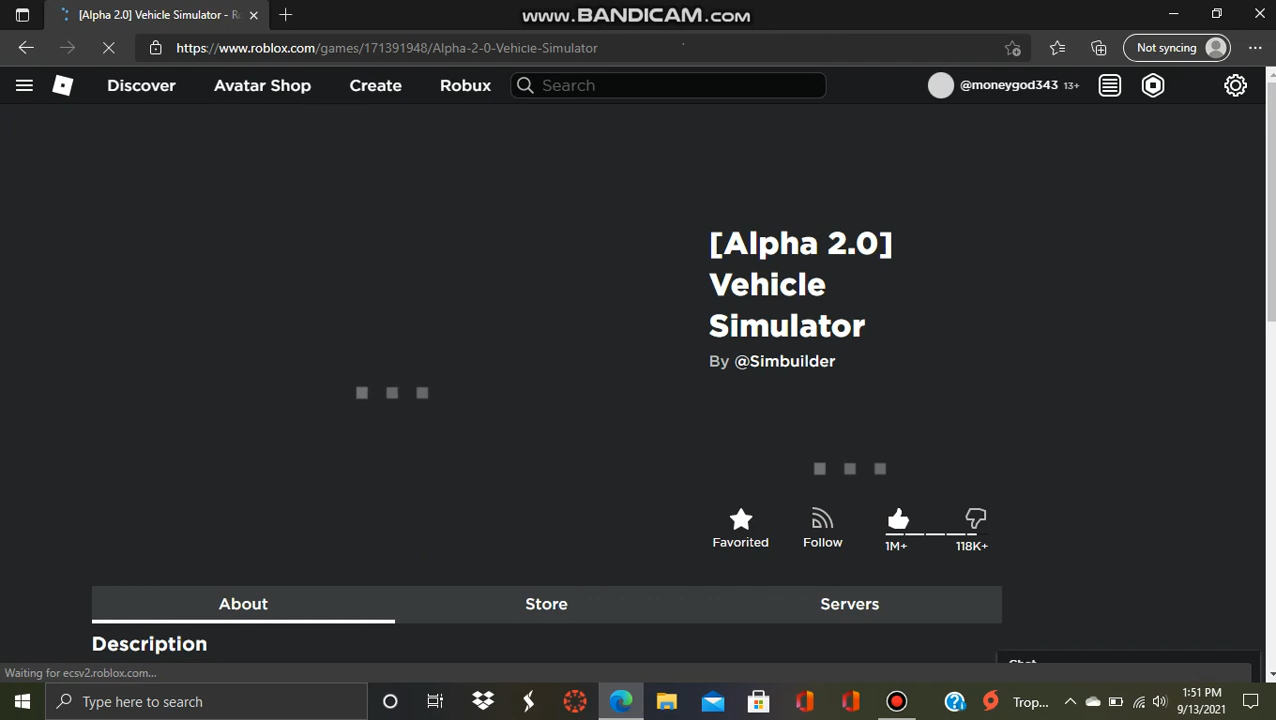 [Alpha 2.0] Vehicle Simulator - Ro
www.BANDICAM.com
https://www.roblox.com/games/171391948/Alpha-2-0-Vehicle-Simulator
Not syncing
Discover
Avatar Shop
Create
Robux
Search
@moneygod343 13+
[Alpha 2.0]
Vehicle
Simulator
By @Simbuilder
Favorited
Follow
1M+
118K+
About
Store
Servers
Description
Waiting for ecsv2.roblox.com...
Type here to search
Trop...
1:51 PM
9/13/2021